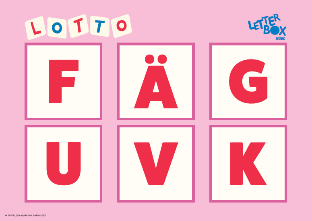 LOTTO
LETTER
BOX
F Ä G
U V K